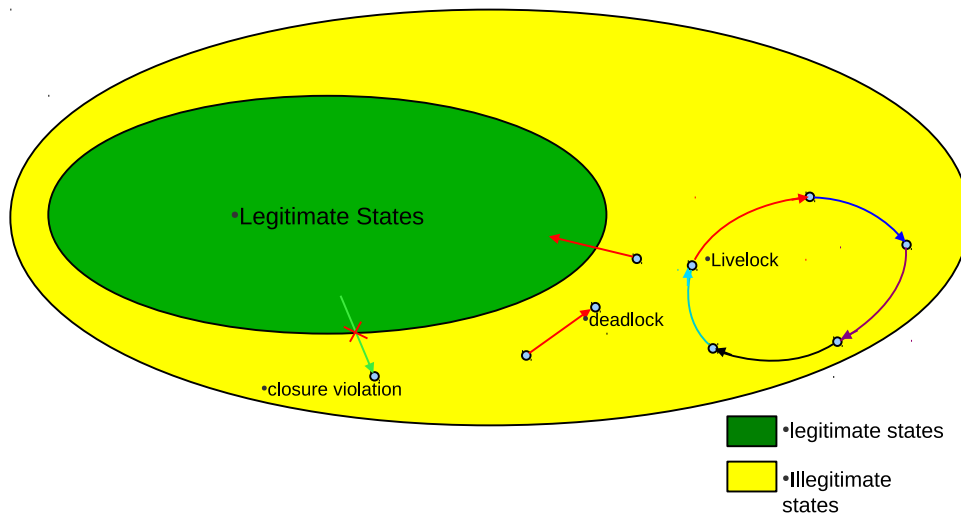 •Legitimate States
•Livelock
•deadlock
•closure violation
•legitimate states
•Illegitimate
states